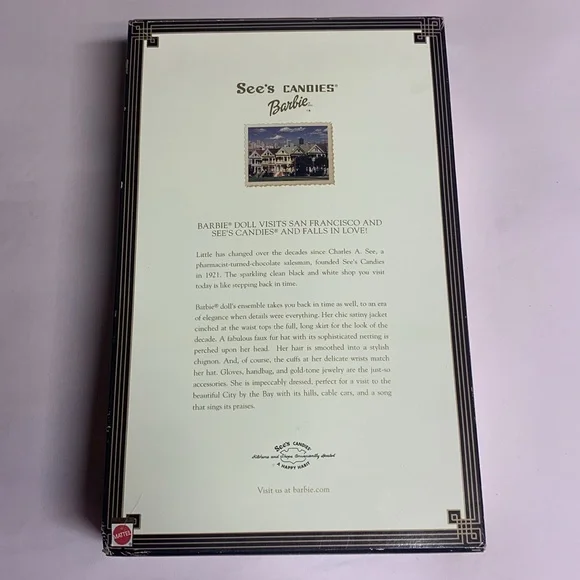 See's CANDIES®
Barbie
BARBIE® DOLL VISITS SAN FRANCISCO AND
SEE'S CANDIES® AND FALLS IN LOVE!
Little has changed over the decades since Charles A. See, a
pharmacist-turned-chocolate salesman, founded See's Candies
in 1921. The sparkling clean black and white shop you visit
today is like stepping back in time.
Barbie® doll's ensemble takes you back in time as well, to an era
of elegance when details were everything. Her chic satiny jacket
cinched at the waist tops the full, long skirt for the look of the
decade. A fabulous faux fur hat with its sophisticated netting is
perched upon her head. Her hair is smoothed into a stylish
chignon. And, of course, the cuffs at her delicate wrists match
her hat. Gloves, handbag, and gold-tone jewelry are the just-so
accessories. She is impeccably dressed, perfect for a visit to the
beautiful City by the Bay with its hills, cable cars, and a song
that sings its praises.
See's CANDIES®
Kitchens and Shops Conveniently Located
A HAPPY HABIT
Visit us at barbie.com
MATTEL